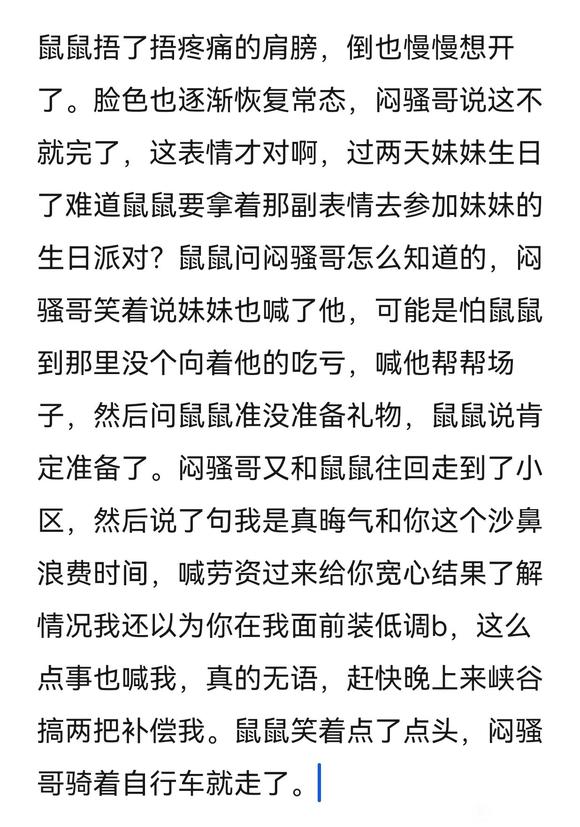 鼠鼠捂了捂疼痛的肩膀，倒也慢慢想开
了。脸色也逐渐恢复常态，闷骚哥说这不
就完了，这表情才对啊，过两天妹妹生日
了难道鼠鼠要拿着那副表情去参加妹妹的
生日派对？鼠鼠问闷骚哥怎么知道的，闷
骚哥笑着说妹妹也喊了他，可能是怕鼠鼠
到那里没个向着他的吃亏，喊他帮帮场
子，然后问鼠鼠准没准备礼物，鼠鼠说肯
定准备了。闷骚哥又和鼠鼠往回走到了小
区，然后说了句我是真晦气和你这个沙鼻
浪费时间，喊劳资过来给你宽心结果了解
情况我还以为你在我面前装低调b，这么
点事也喊我，真的无语，赶快晚上来峡谷
搞两把补偿我。鼠鼠笑着点了点头，闷骚
哥骑着自行车就走了。